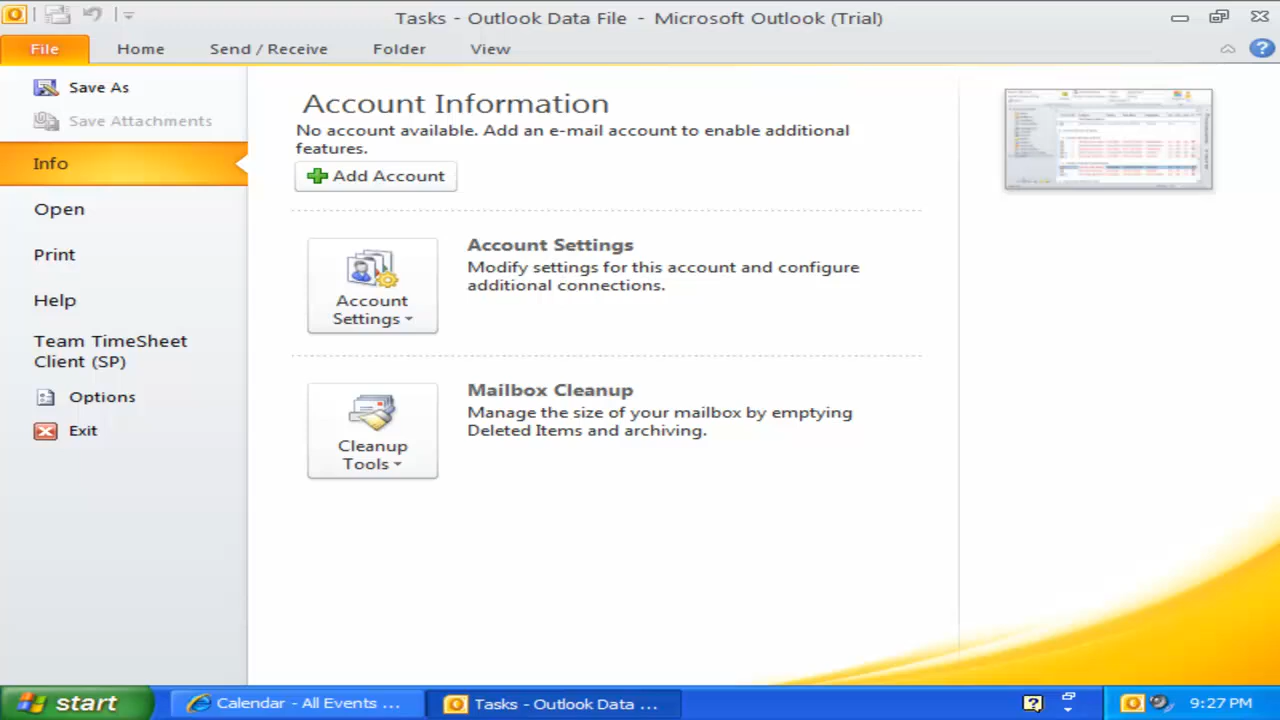 Tasks - Outlook Data File - Microsoft Outlook (Trial)
File Home Send / Receive Folder View
Save As
Save Attachments
Info
Open
Print
Help
Team TimeSheet
Client (SP)
Options
Exit
Account Information
No account available. Add an e-mail account to enable additional
features.
Add Account
Account
Settings
Account Settings
Modify settings for this account and configure
additional connections.
Cleanup
Tools
Mailbox Cleanup
Manage the size of your mailbox by emptying
Deleted Items and archiving.
start Calendar - All Events ... Tasks - Outlook Data ... 9:27 PM